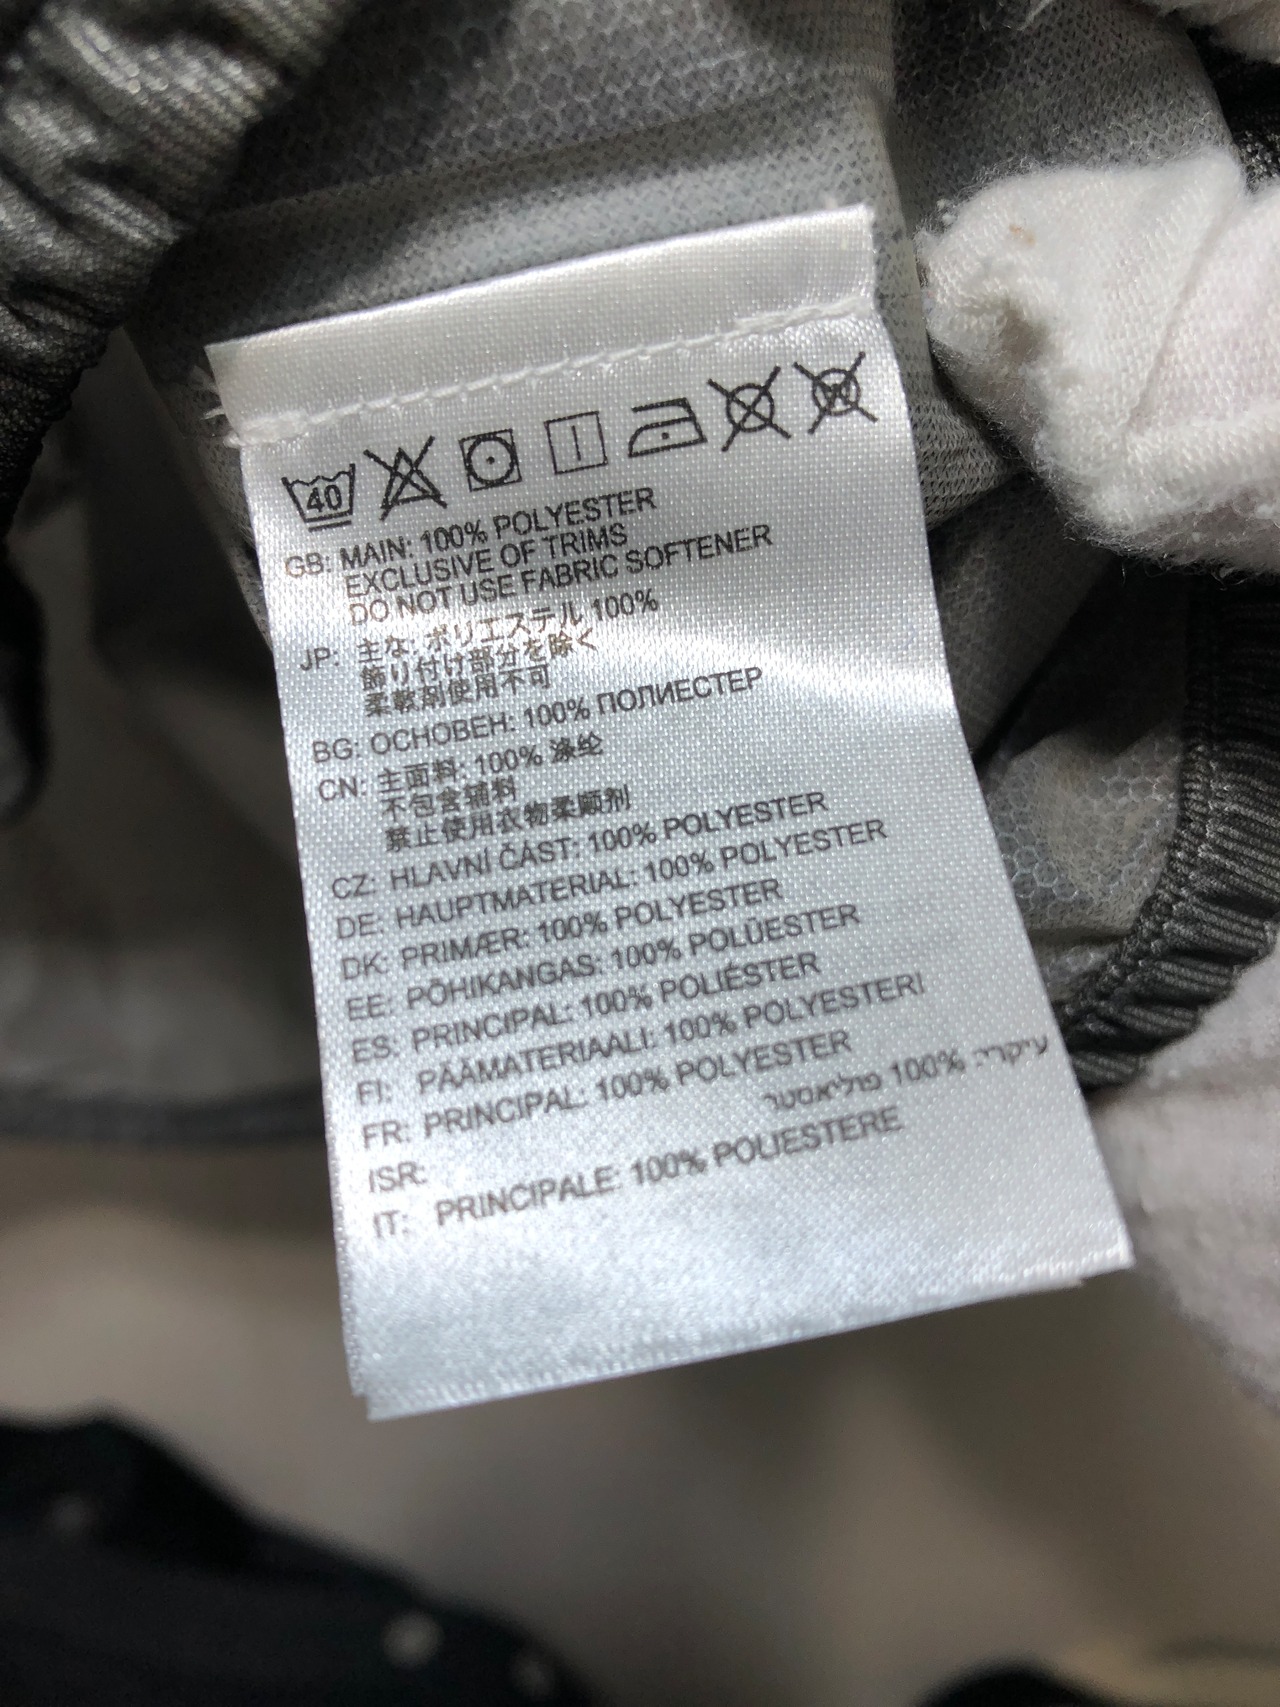 40
GB: MAIN: 100% POLYESTER
EXCLUSIVE OF TRIMS
DO NOT USE FABRIC SOFTENER
JP: 主な: ポリエステル 100%
飾り付け部分を除く
柔軟剤使用不可
BG: ОСНОВЕН: 100% ПОЛИЕСТЕР
CN: 主面料: 100% 涤纶
不包含辅料
禁止使用衣物柔顺剂
CZ: HLAVNÍ ČÁST: 100% POLYESTER
DE: HAUPTMATERIAL: 100% POLYESTER
DK: PRIMÆR: 100% POLYESTER
EE: PÕHIKANGAS: 100% POLÜESTER
ES: PRINCIPAL: 100% POLIÉSTER
FI: PÄÄMATERIAALI: 100% POLYESTERI
FR: PRINCIPAL: 100% POLYESTER
ISR: עיקרי: 100% פוליאסטר
IT: PRINCIPALE: 100% POLIESTERE